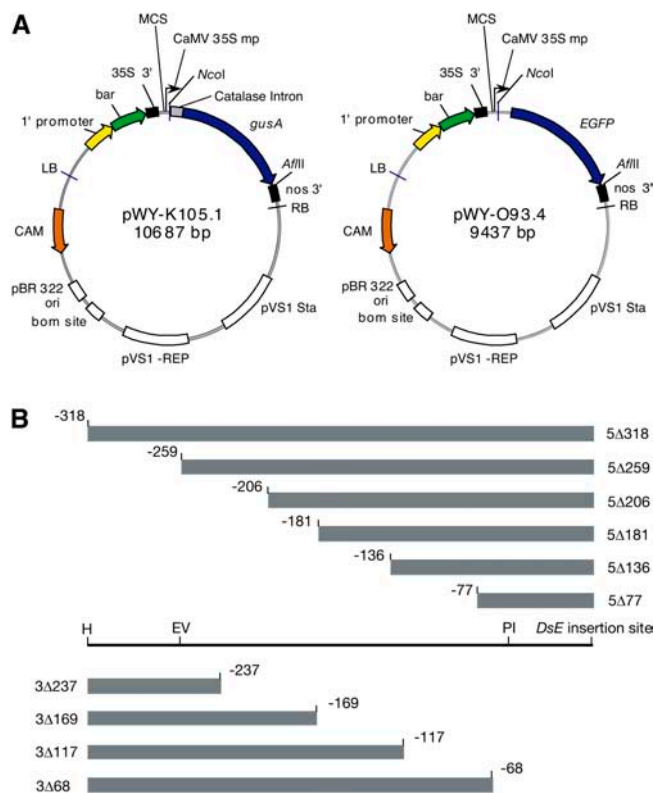 A
MCS
CaMV 35S mp
35S 3'
NcoI
bar
Catalase Intron
1' promoter
gusA
LB
AflII
nos 3'
RB
pWY-K105.1
10687 bp
CAM
pBR 322
ori
bom site
pVS1 Sta
pVS1 -REP
MCS
CaMV 35S mp
35S 3'
NcoI
bar
1' promoter
EGFP
LB
AflII
nos 3'
RB
pWY-O93.4
9437 bp
CAM
pBR 322
ori
bom site
pVS1 Sta
pVS1 -REP
B
-318
5Δ318
-259
5Δ259
-206
5Δ206
-181
5Δ181
-136
5Δ136
-77
5Δ77
H EV PI DsE insertion site
-237
3Δ237
-169
3Δ169
-117
3Δ117
-68
3Δ68